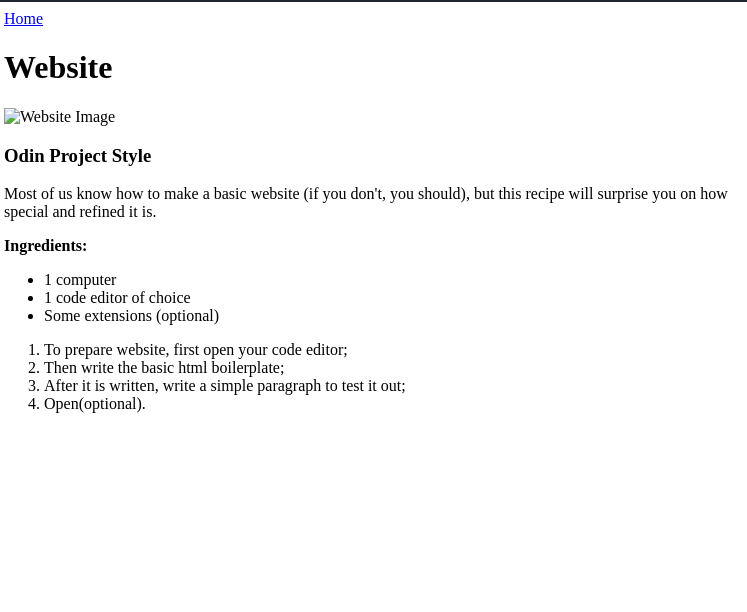 Home
Website
Website Image
Odin Project Style
Most of us know how to make a basic website (if you don't, you should), but this recipe will surprise you on how
special and refined it is.
Ingredients:
• 1 computer
• 1 code editor of choice
• Some extensions (optional)
1. To prepare website, first open your code editor;
2. Then write the basic html boilerplate;
3. After it is written, write a simple paragraph to test it out;
4. Open(optional).